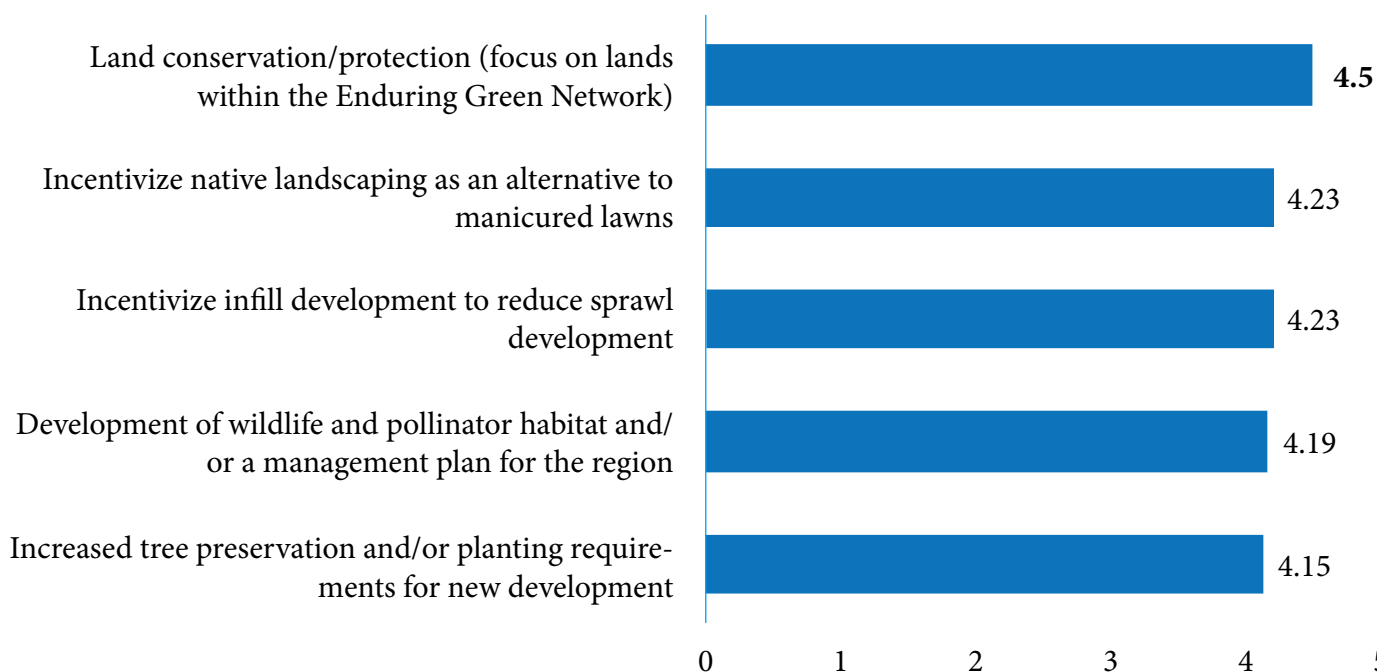 Land conservation/protection (focus on lands
within the Enduring Green Network)
4.5
Incentivize native landscaping as an alternative to
manicured lawns
4.23
Incentivize infill development to reduce sprawl
development
4.23
Development of wildlife and pollinator habitat and/
or a management plan for the region
4.19
Increased tree preservation and/or planting require-
ments for new development
4.15
0 1 2 3 4 5